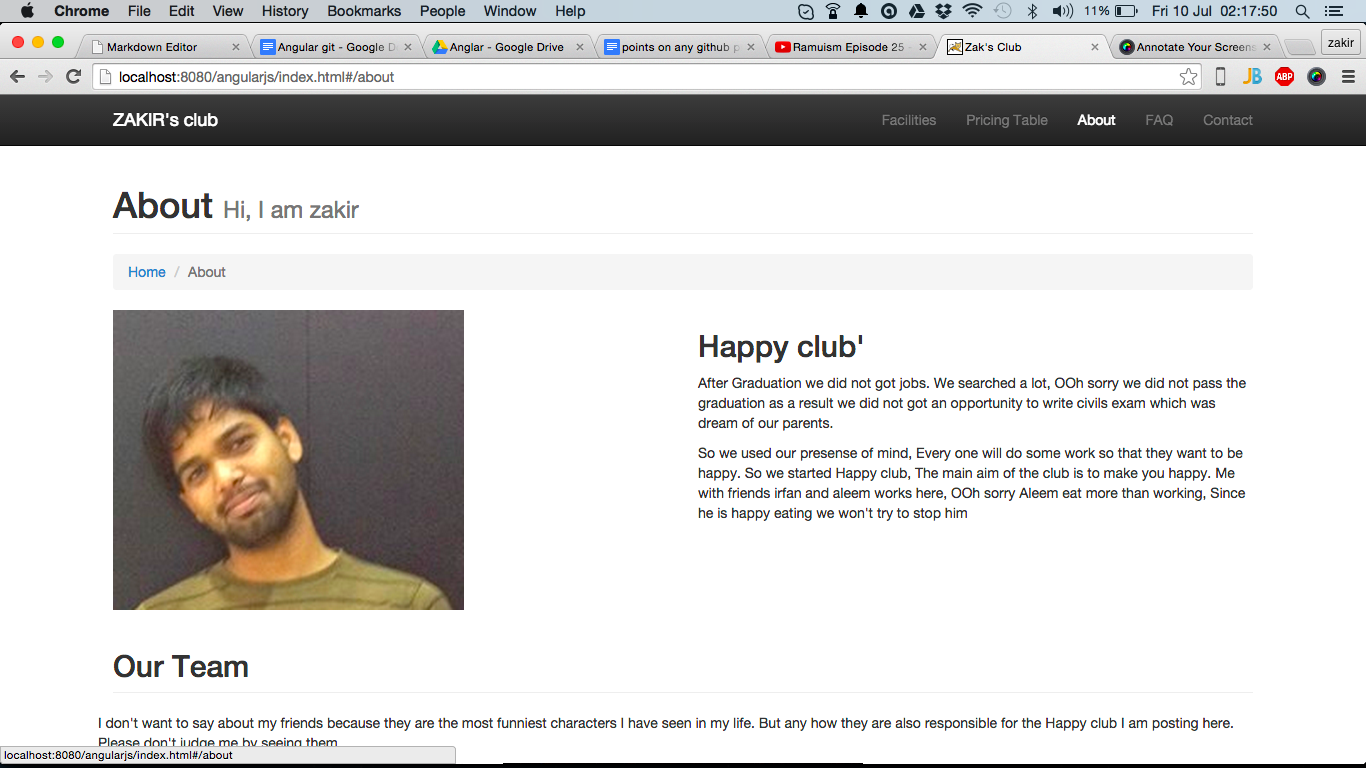 Chrome File Edit View History Bookmarks People Window Help 11% Fri 10 Jul 02:17:50
Markdown Editor Angular git - Google D Anglar - Google Drive points on any github p Ramuism Episode 25 - Zak's Club Annotate Your Screens zakir
localhost:8080/angularjs/index.html#/about JB ABP
ZAKIR's club Facilities Pricing Table About FAQ Contact
About Hi, I am zakir
Home / About
Happy club'
After Graduation we did not got jobs. We searched a lot, OOh sorry we did not pass the
graduation as a result we did not got an opportunity to write civils exam which was
dream of our parents.
So we used our presense of mind, Every one will do some work so that they want to be
happy. So we started Happy club, The main aim of the club is to make you happy. Me
with friends irfan and aleem works here, OOh sorry Aleem eat more than working, Since
he is happy eating we won't try to stop him
Our Team
I don't want to say about my friends because they are the most funniest characters I have seen in my life. But any how they are also responsible for the Happy club I am posting here.
Please don't judge me by seeing them
localhost:8080/angularjs/index.html#/about